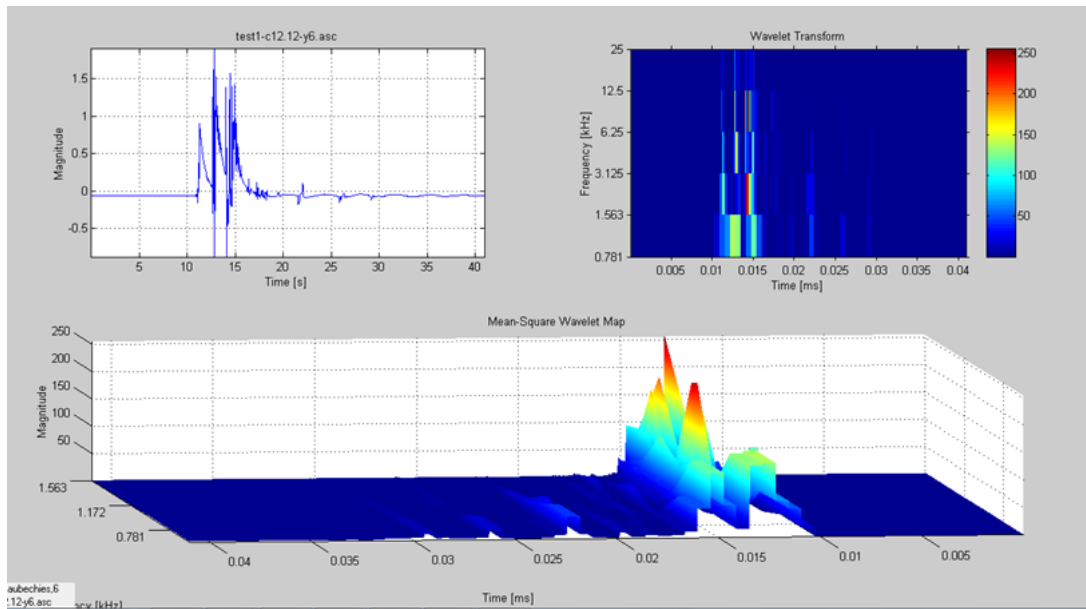 test1-c12.12-y6.asc
1.5
1
0.5
0
-0.5
Magnitude
5 10 15 20 25 30 35 40
Time [s]
Wavelet Transform
25
12.5
6.25
3.125
1.563
0.781
Frequency [kHz]
0.005 0.01 0.015 0.02 0.025 0.03 0.035 0.04
Time [ms]
250
200
150
100
50
Mean-Square Wavelet Map
250
200
150
100
50
Magnitude
1.563
1.172
0.781
0.04 0.035 0.03 0.025 0.02 0.015 0.01 0.005
Time [ms]
aubechies,6
2.12-y6.asc
[kHz]